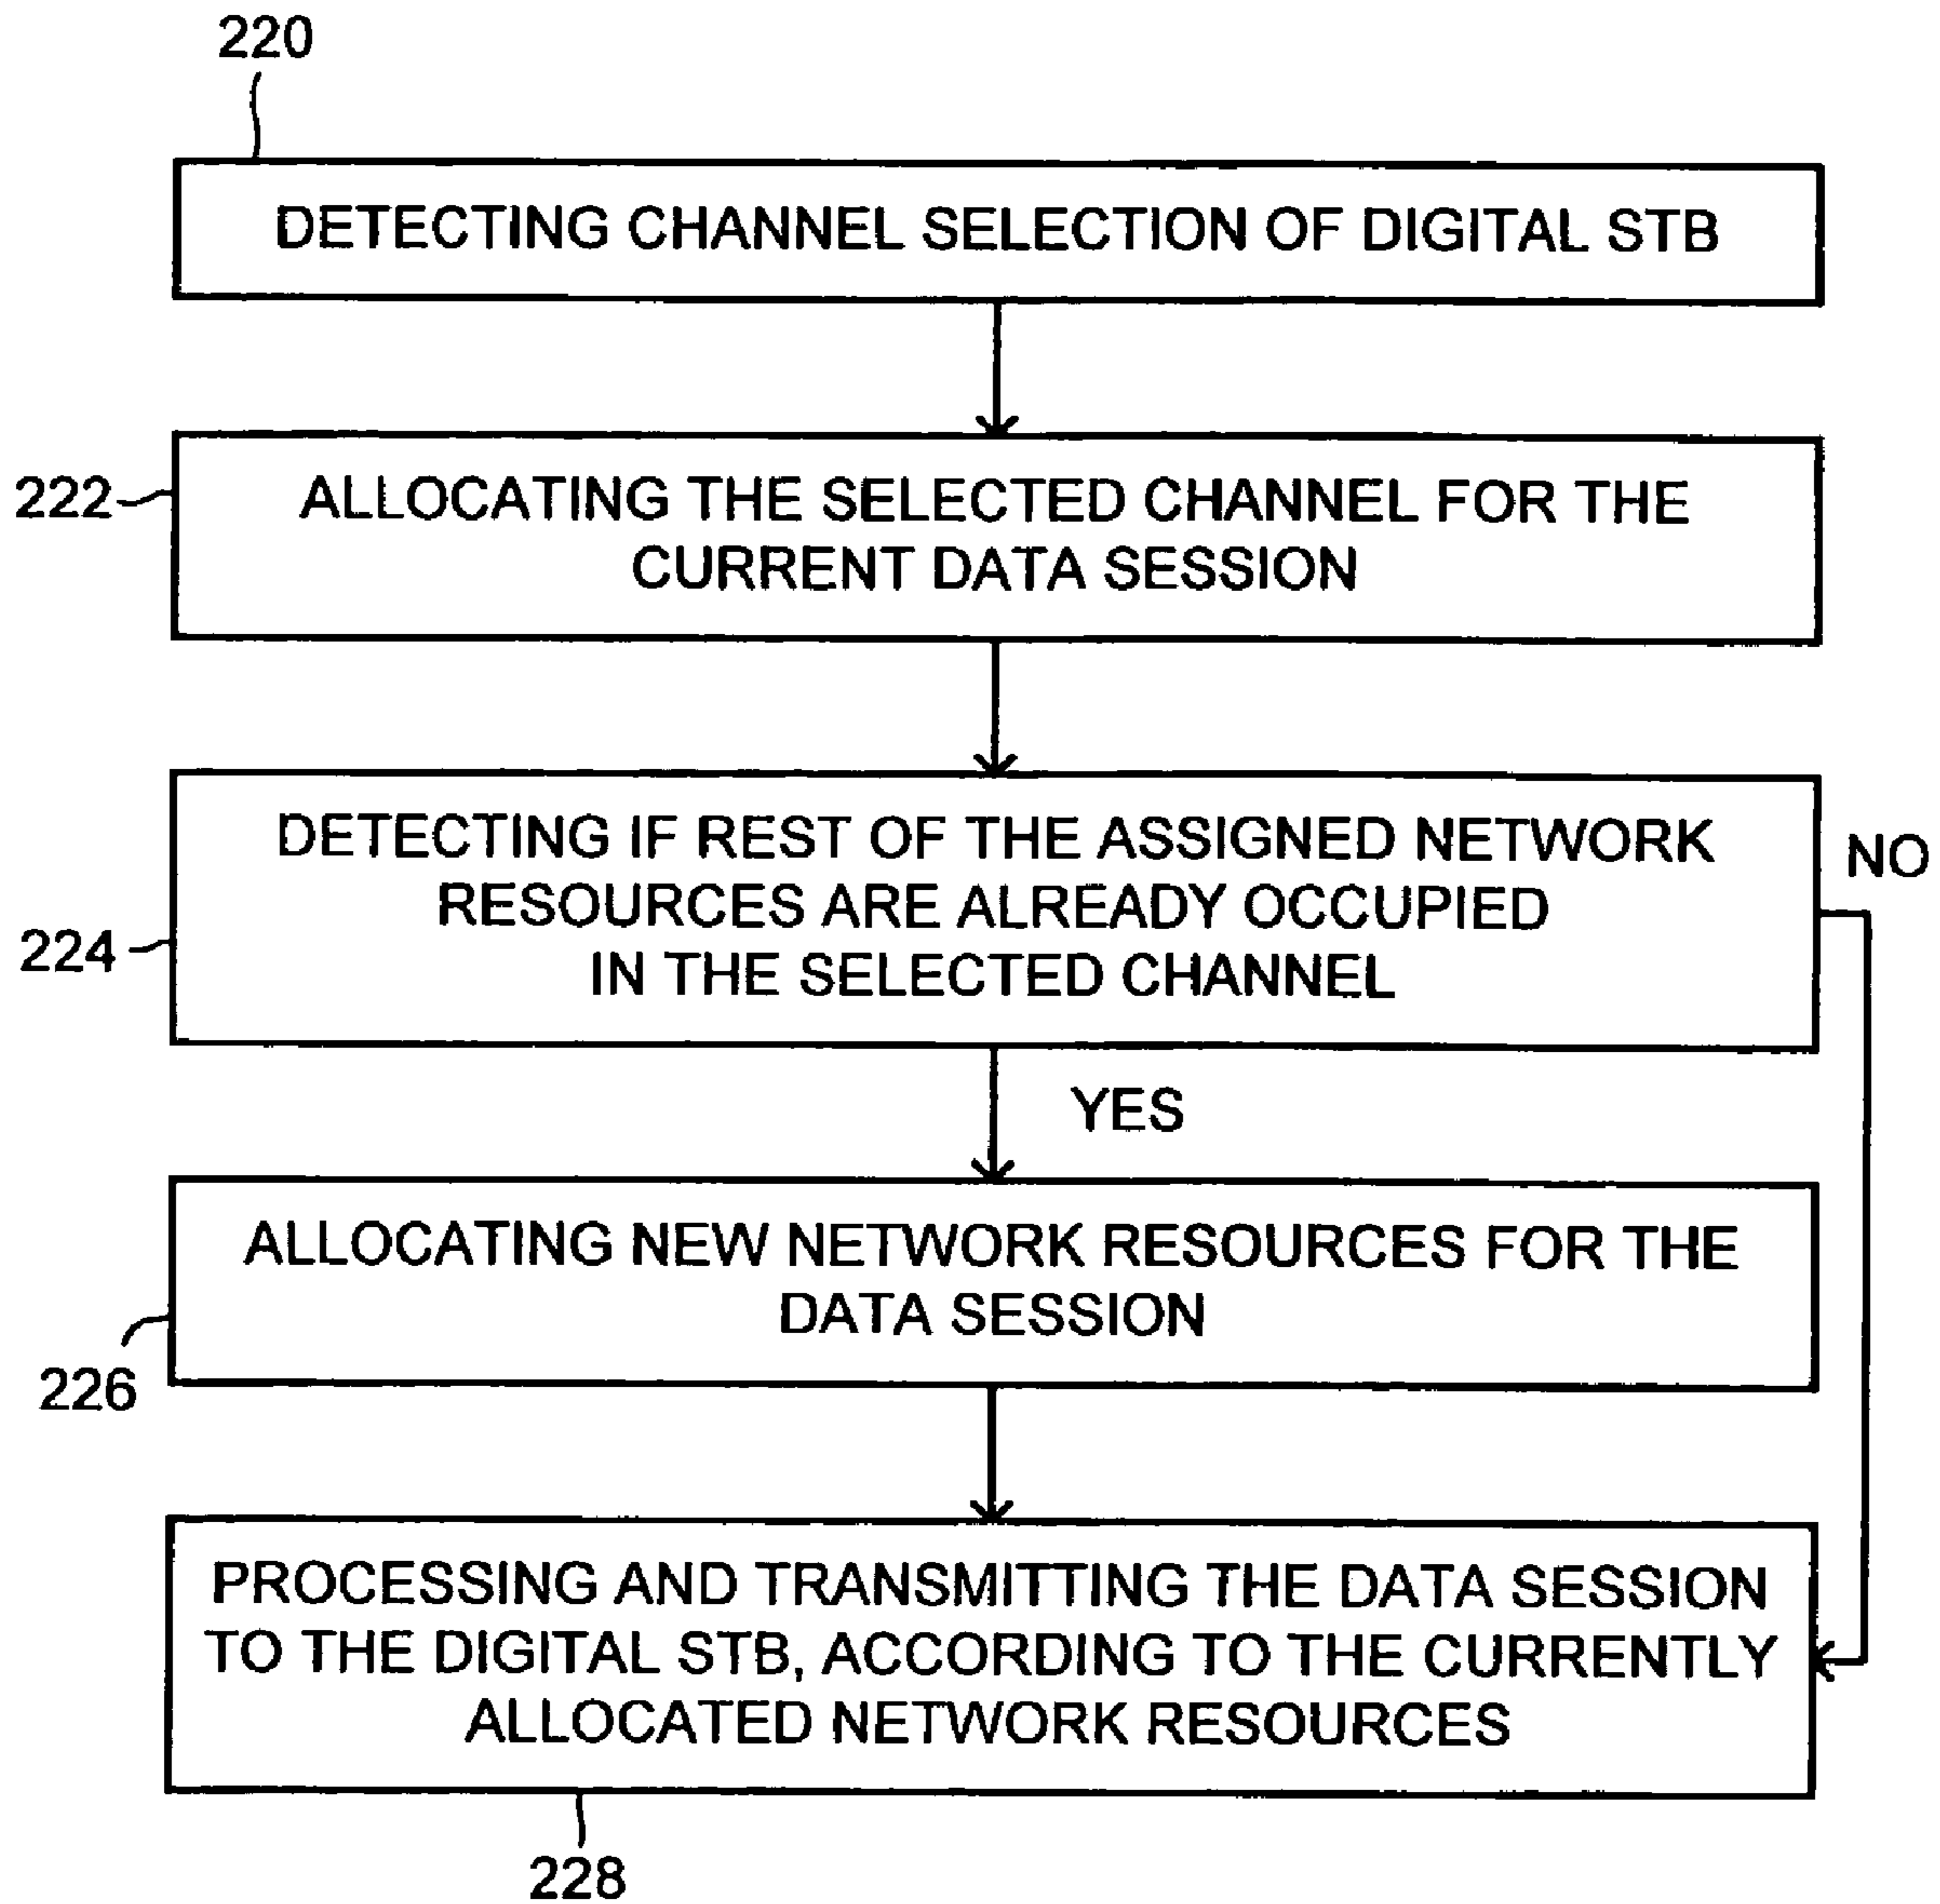 220
DETECTING CHANNEL SELECTION OF DIGITAL STB
222
ALLOCATING THE SELECTED CHANNEL FOR THE
CURRENT DATA SESSION
224
DETECTING IF REST OF THE ASSIGNED NETWORK
RESOURCES ARE ALREADY OCCUPIED
IN THE SELECTED CHANNEL
NO
YES
226
ALLOCATING NEW NETWORK RESOURCES FOR THE
DATA SESSION
PROCESSING AND TRANSMITTING THE DATA SESSION
TO THE DIGITAL STB, ACCORDING TO THE CURRENTLY
ALLOCATED NETWORK RESOURCES
228